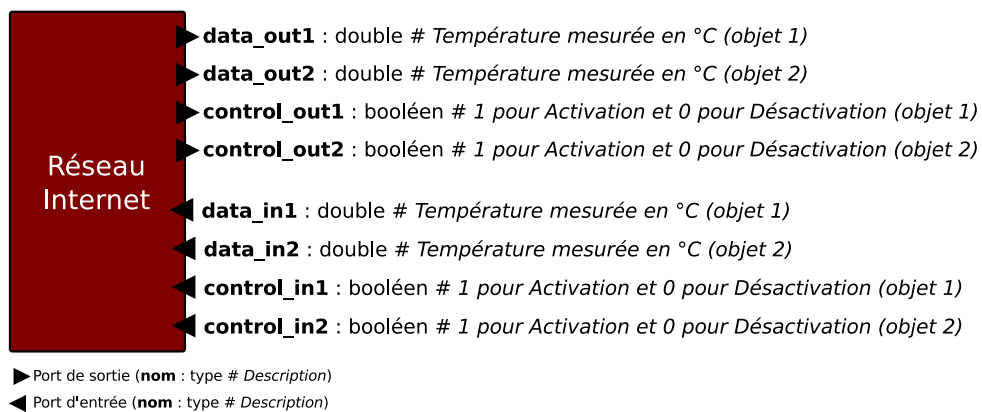 Réseau
Internet
data_out1 : double # Température mesurée en °C (objet 1)
data_out2 : double # Température mesurée en °C (objet 2)
control_out1 : booléen # 1 pour Activation et 0 pour Désactivation (objet 1)
control_out2 : booléen # 1 pour Activation et 0 pour Désactivation (objet 2)
data_in1 : double # Température mesurée en °C (objet 1)
data_in2 : double # Température mesurée en °C (objet 2)
control_in1 : booléen # 1 pour Activation et 0 pour Désactivation (objet 1)
control_in2 : booléen # 1 pour Activation et 0 pour Désactivation (objet 2)
Port de sortie (nom : type # Description)
Port d'entrée (nom : type # Description)